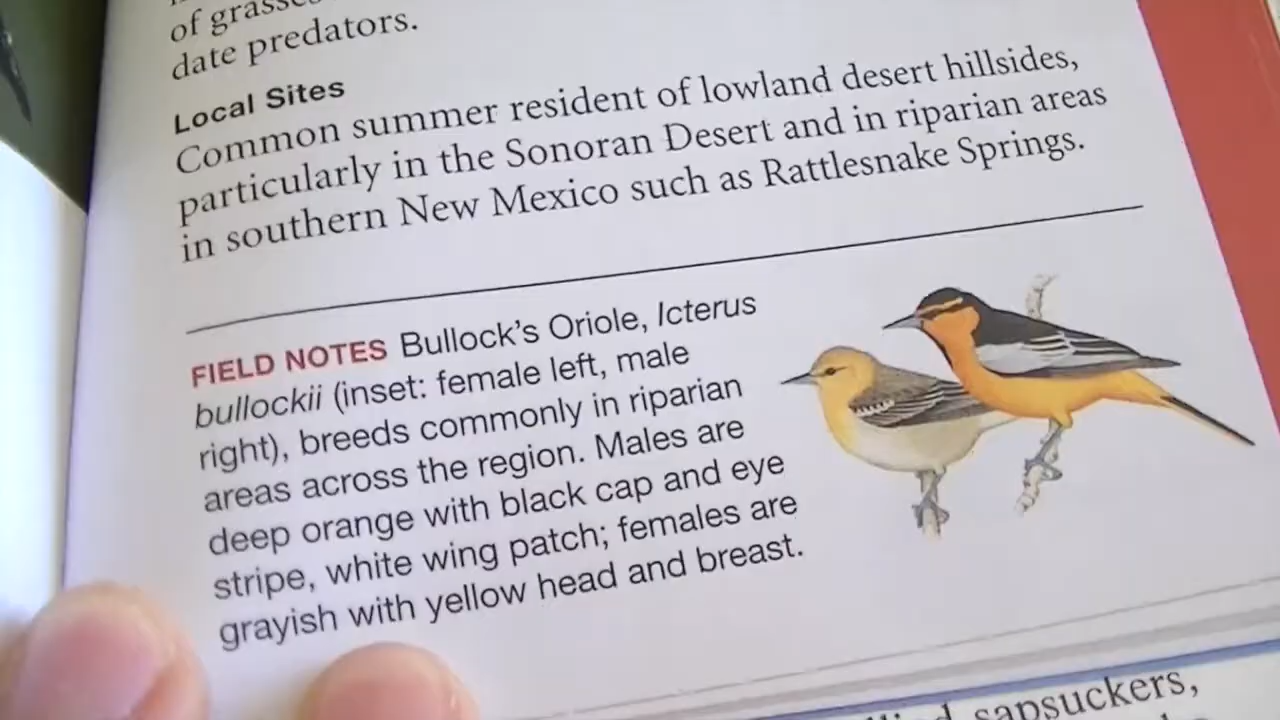 of grasses
date predators.
Local Sites
Common summer resident of lowland desert hillsides,
particularly in the Sonoran Desert and in riparian areas
in southern New Mexico such as Rattlesnake Springs.
FIELD NOTES Bullock's Oriole, Icterus
bullockii (inset: female left, male
right), breeds commonly in riparian
areas across the region. Males are
deep orange with black cap and eye
stripe, white wing patch; females are
grayish with yellow head and breast.
sapsuckers,